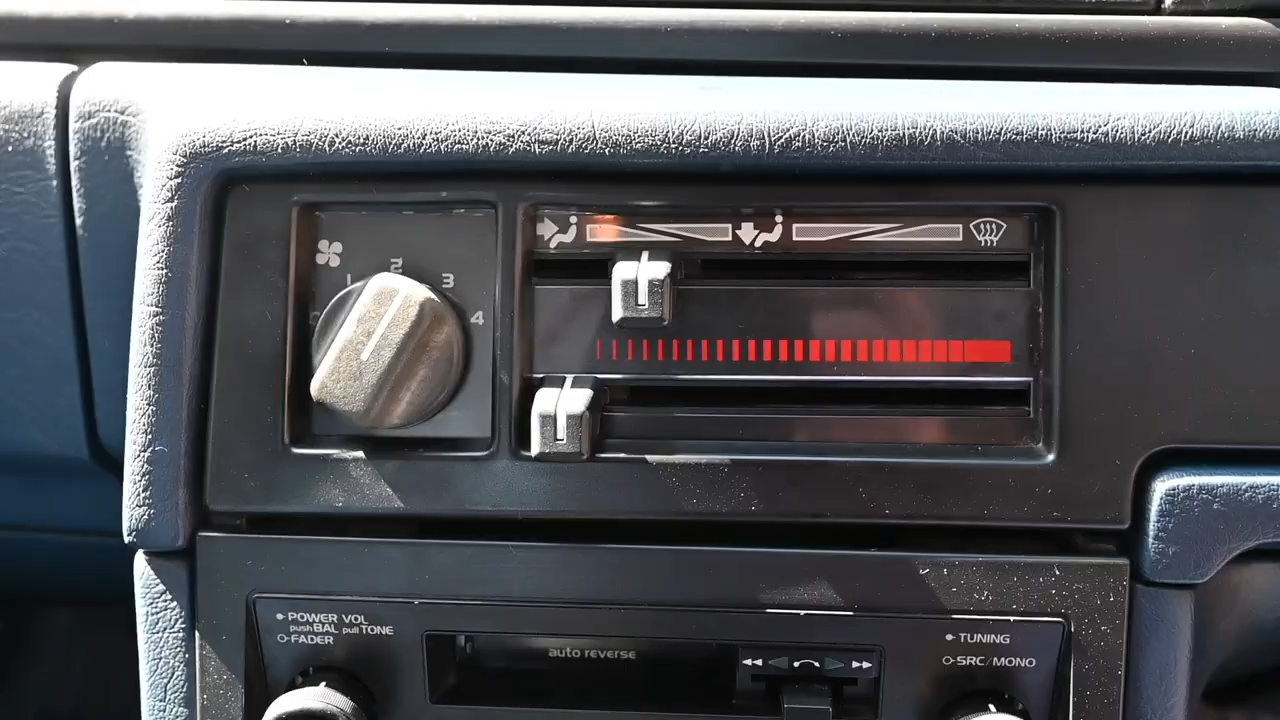 1
2
3
4
POWER VOL
push BAL pull TONE
FADER
auto reverse
TUNING
SRC/MONO